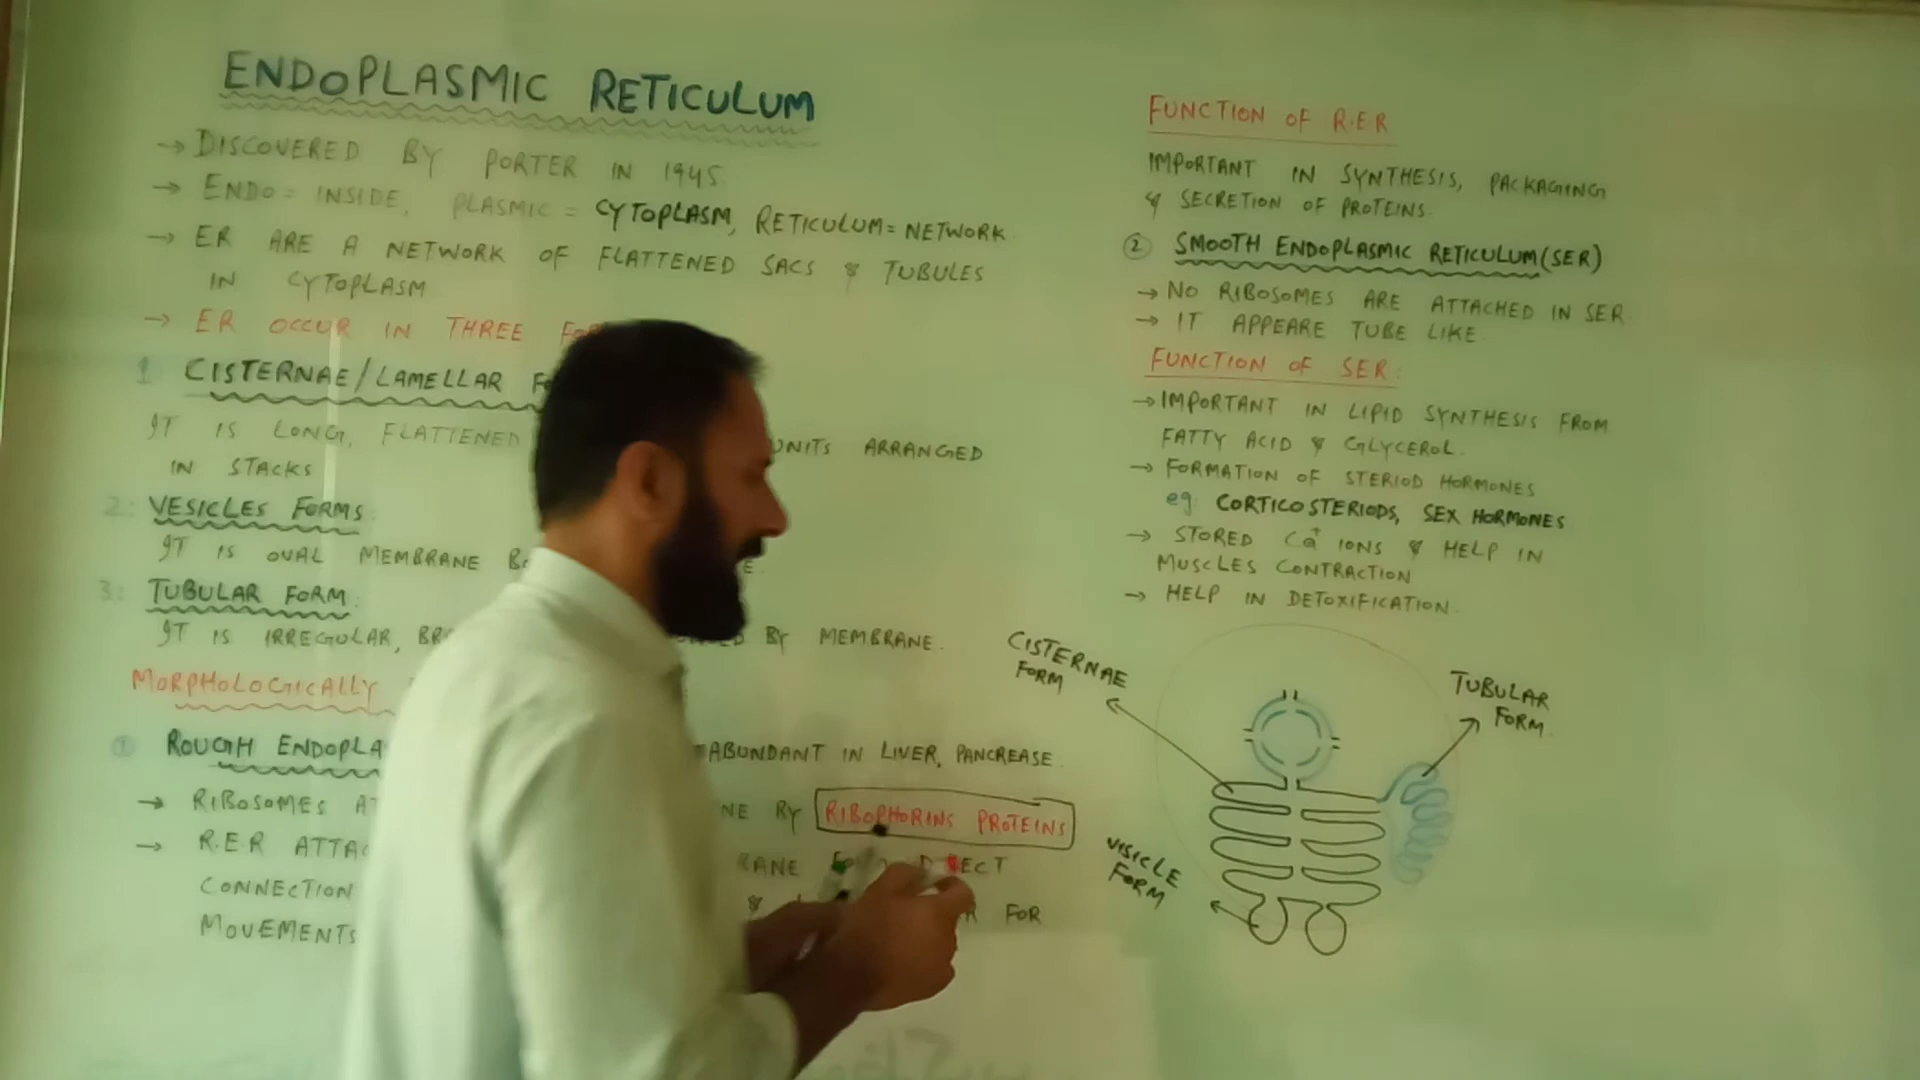 ENDOPLASMIC RETICULUM
→ DISCOVERED BY PORTER IN 1945.
→ ENDO = INSIDE, PLASMIC = CYTOPLASM, RETICULUM = NETWORK.
→ ER ARE A NETWORK OF FLATTENED SACS & TUBULES
IN CYTOPLASM
→ ER OCCUR IN THREE
1 CISTERNAE/LAMELLAR
IT IS LONG, FLATTENED UNITS ARRANGED
IN STACKS
2: VESICLES FORMS:
IT IS OVAL MEMBRANE
3: TUBULAR FORM:
IT IS IRREGULAR, BY MEMBRANE.
MORPHOLOGICALLY
① ROUGH ABUNDANT IN LIVER, PANCREASE.
→ RIBOSOMES BY RIBOPHORINS PROTEINS
→ R.E.R
CONNECTION & FOR
MOVEMENTS
FUNCTION OF R.E.R
IMPORTANT IN SYNTHESIS, PACKAGING
& SECRETION OF PROTEINS.
② SMOOTH ENDOPLASMIC RETICULUM (SER)
→ NO RIBOSOMES ARE ATTACHED IN SER
→ IT APPEARE TUBE LIKE.
FUNCTION OF SER:
→ IMPORTANT IN LIPID SYNTHESIS FROM
FATTY ACID & GLYCEROL.
→ FORMATION OF STERIOD HORMONES
eg: CORTICOSTERIODS, SEX HORMONES
→ STORED Ca+ IONS & HELP IN
MUSCLES CONTRACTION
→ HELP IN DETOXIFICATION.
CISTERNAE
FORM
TUBULAR
FORM.
VISICLE
FORM